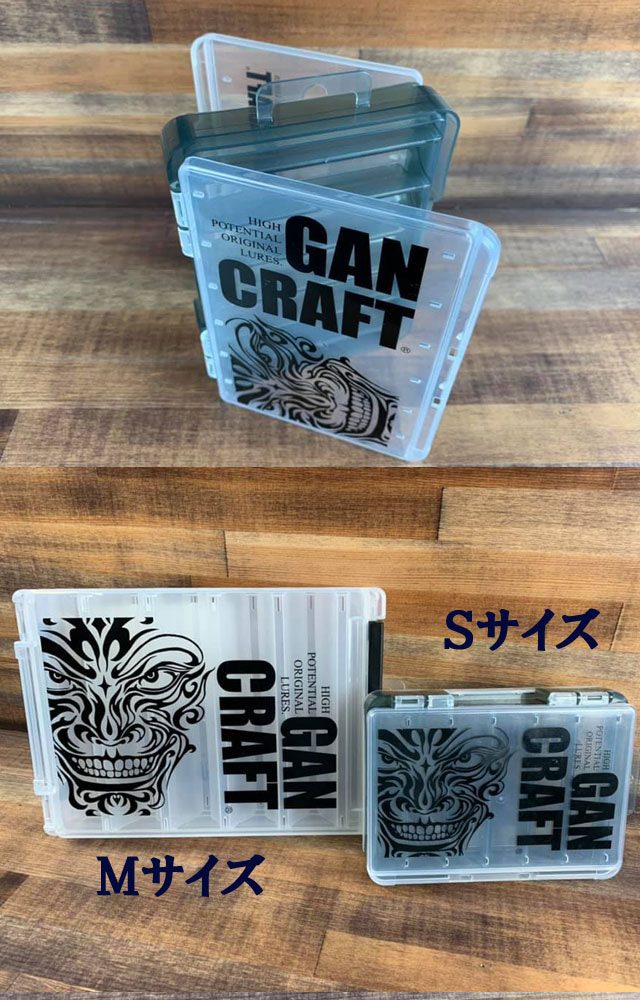 HIGH
POTENTIAL
ORIGINAL
LURES.
GAN
CRAFT
®
Sサイズ
HIGH
POTENTIAL
ORIGINAL
LURES.
GAN
CRAFT
®
HIGH
POTENTIAL
ORIGINAL
LURES.
GAN
CRAFT
Mサイズ